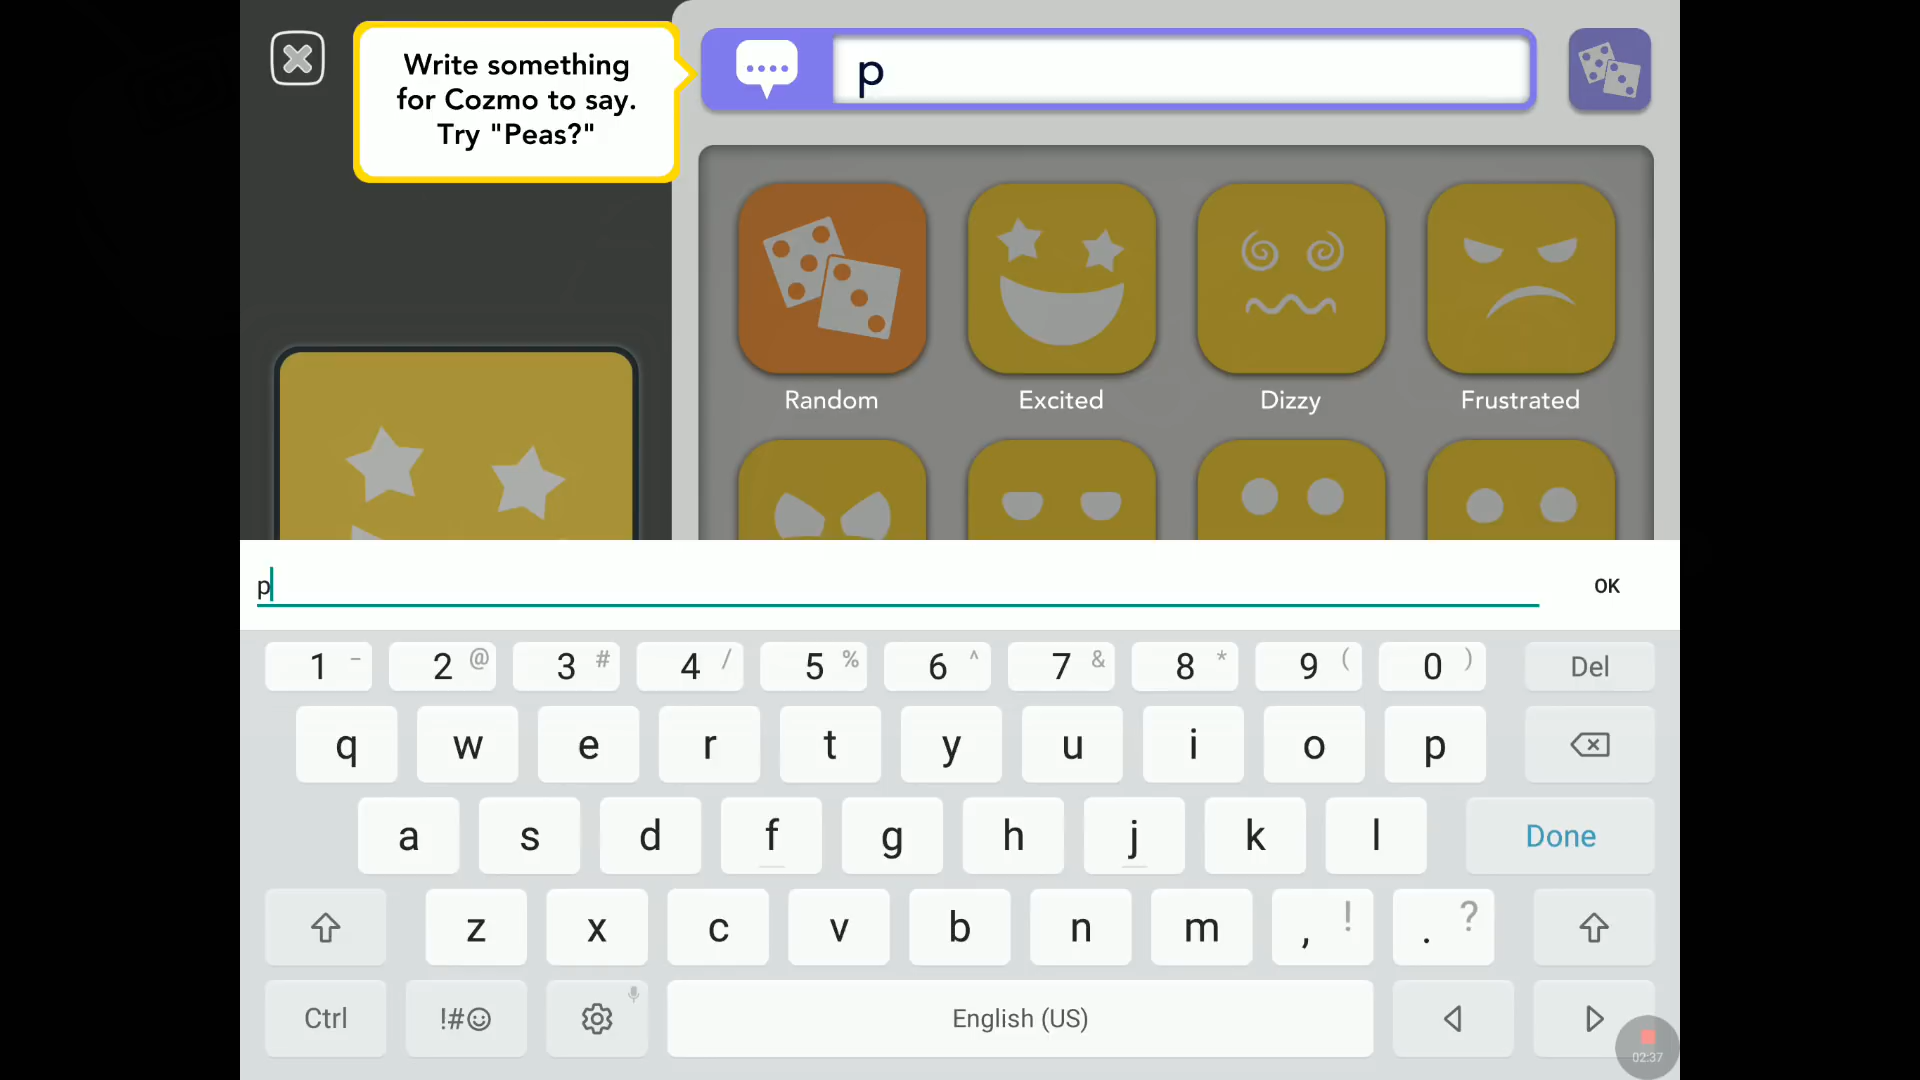 Write something
for Cozmo to say.
Try "Peas?"
p
Random
Excited
Dizzy
Frustrated
p
OK
1 - 2 @ 3 # 4 / 5 % 6 ^ 7 & 8 * 9 ( 0 ) Del
q w e r t y u i o p
a s d f g h j k l Done
z x c v b n m , ! . ?
Ctrl !#☺ English (US)
02:37